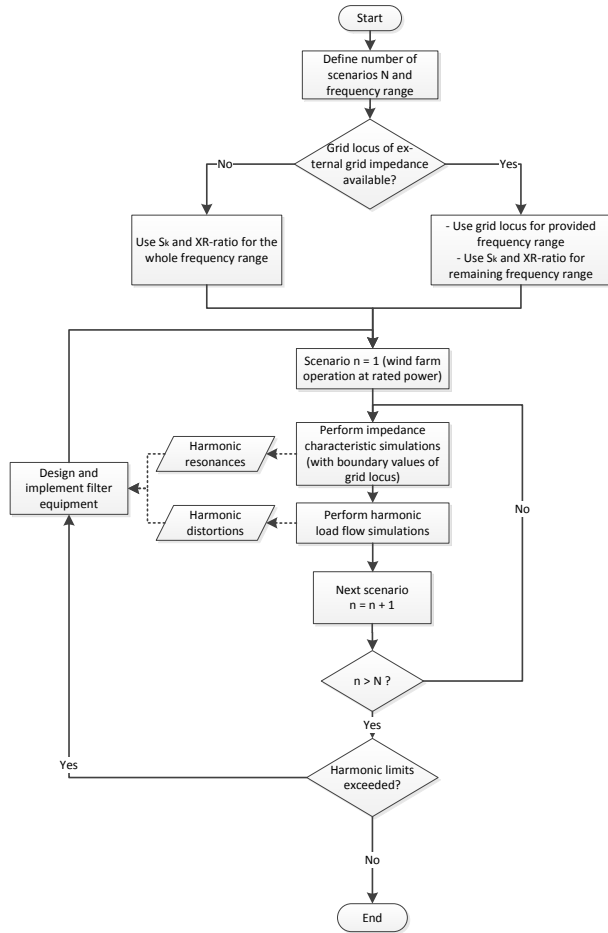 Start
Define number of
scenarios N and
frequency range
Grid locus of ex-
ternal grid impedance
available?
No
Yes
Use Sk and XR-ratio for the
whole frequency range
- Use grid locus for provided
frequency range
- Use Sk and XR-ratio for
remaining frequency range
Scenario n = 1 (wind farm
operation at rated power)
Perform impedance
characteristic simulations
(with boundary values of
grid locus)
Harmonic
resonances
Design and
implement filter
equipment
Harmonic
distortions
Perform harmonic
load flow simulations
No
Next scenario
n = n + 1
n > N ?
Yes
Harmonic limits
exceeded?
Yes
No
End